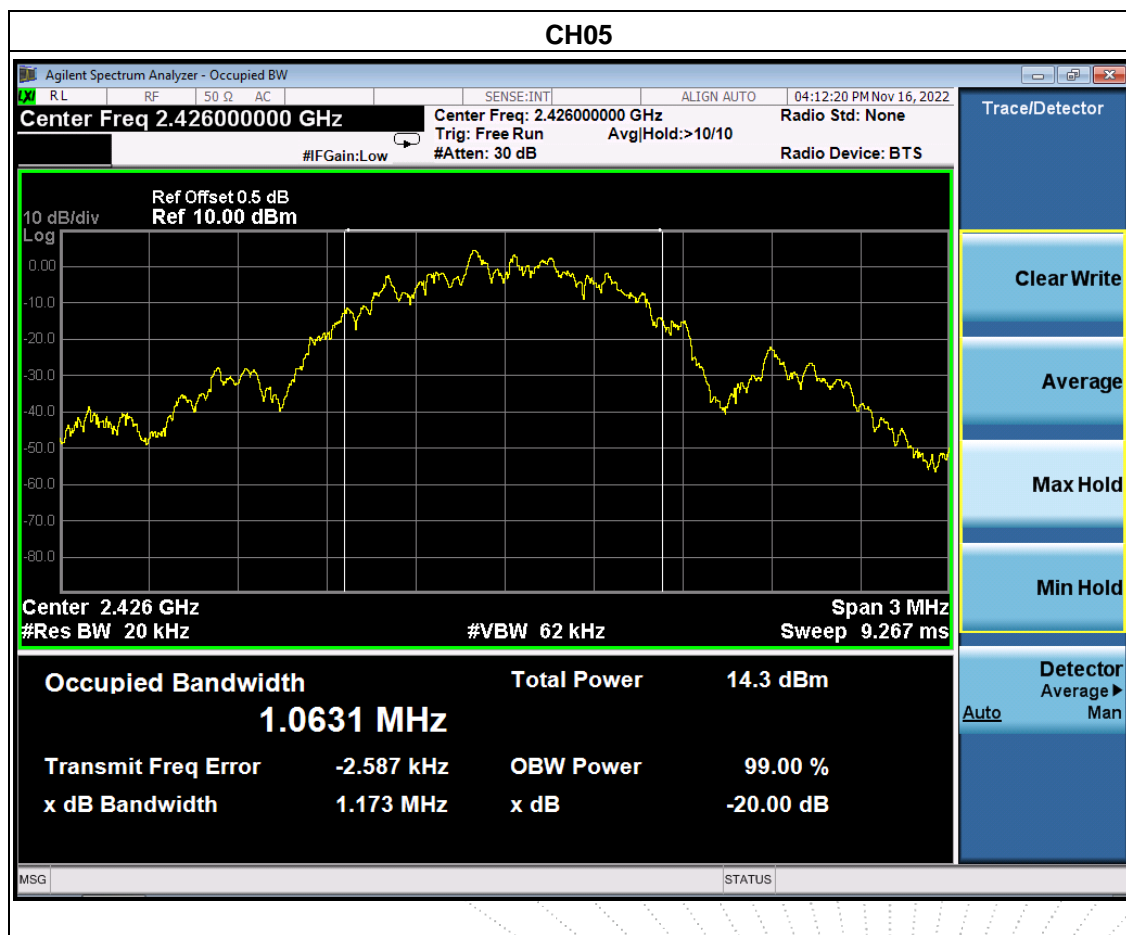 CH05
Agilent Spectrum Analyzer - Occupied BW
LXI RL RF 50 Ω AC SENSE:INT ALIGN AUTO 04:12:20 PM Nov 16, 2022
Center Freq 2.426000000 GHz
Center Freq: 2.426000000 GHz Radio Std: None
Trig: Free Run Avg|Hold:>10/10
#IFGain:Low #Atten: 30 dB Radio Device: BTS
Trace/Detector
Ref Offset 0.5 dB
10 dB/div Ref 10.00 dBm
Log
0.00
-10.0
-20.0
-30.0
-40.0
-50.0
-60.0
-70.0
-80.0
Center 2.426 GHz Span 3 MHz
#Res BW 20 kHz #VBW 62 kHz Sweep 9.267 ms
Occupied Bandwidth Total Power 14.3 dBm
1.0631 MHz
Transmit Freq Error -2.587 kHz OBW Power 99.00 %
x dB Bandwidth 1.173 MHz x dB -20.00 dB
Clear Write
Average
Max Hold
Min Hold
Detector
Average▶
Auto Man
MSG STATUS